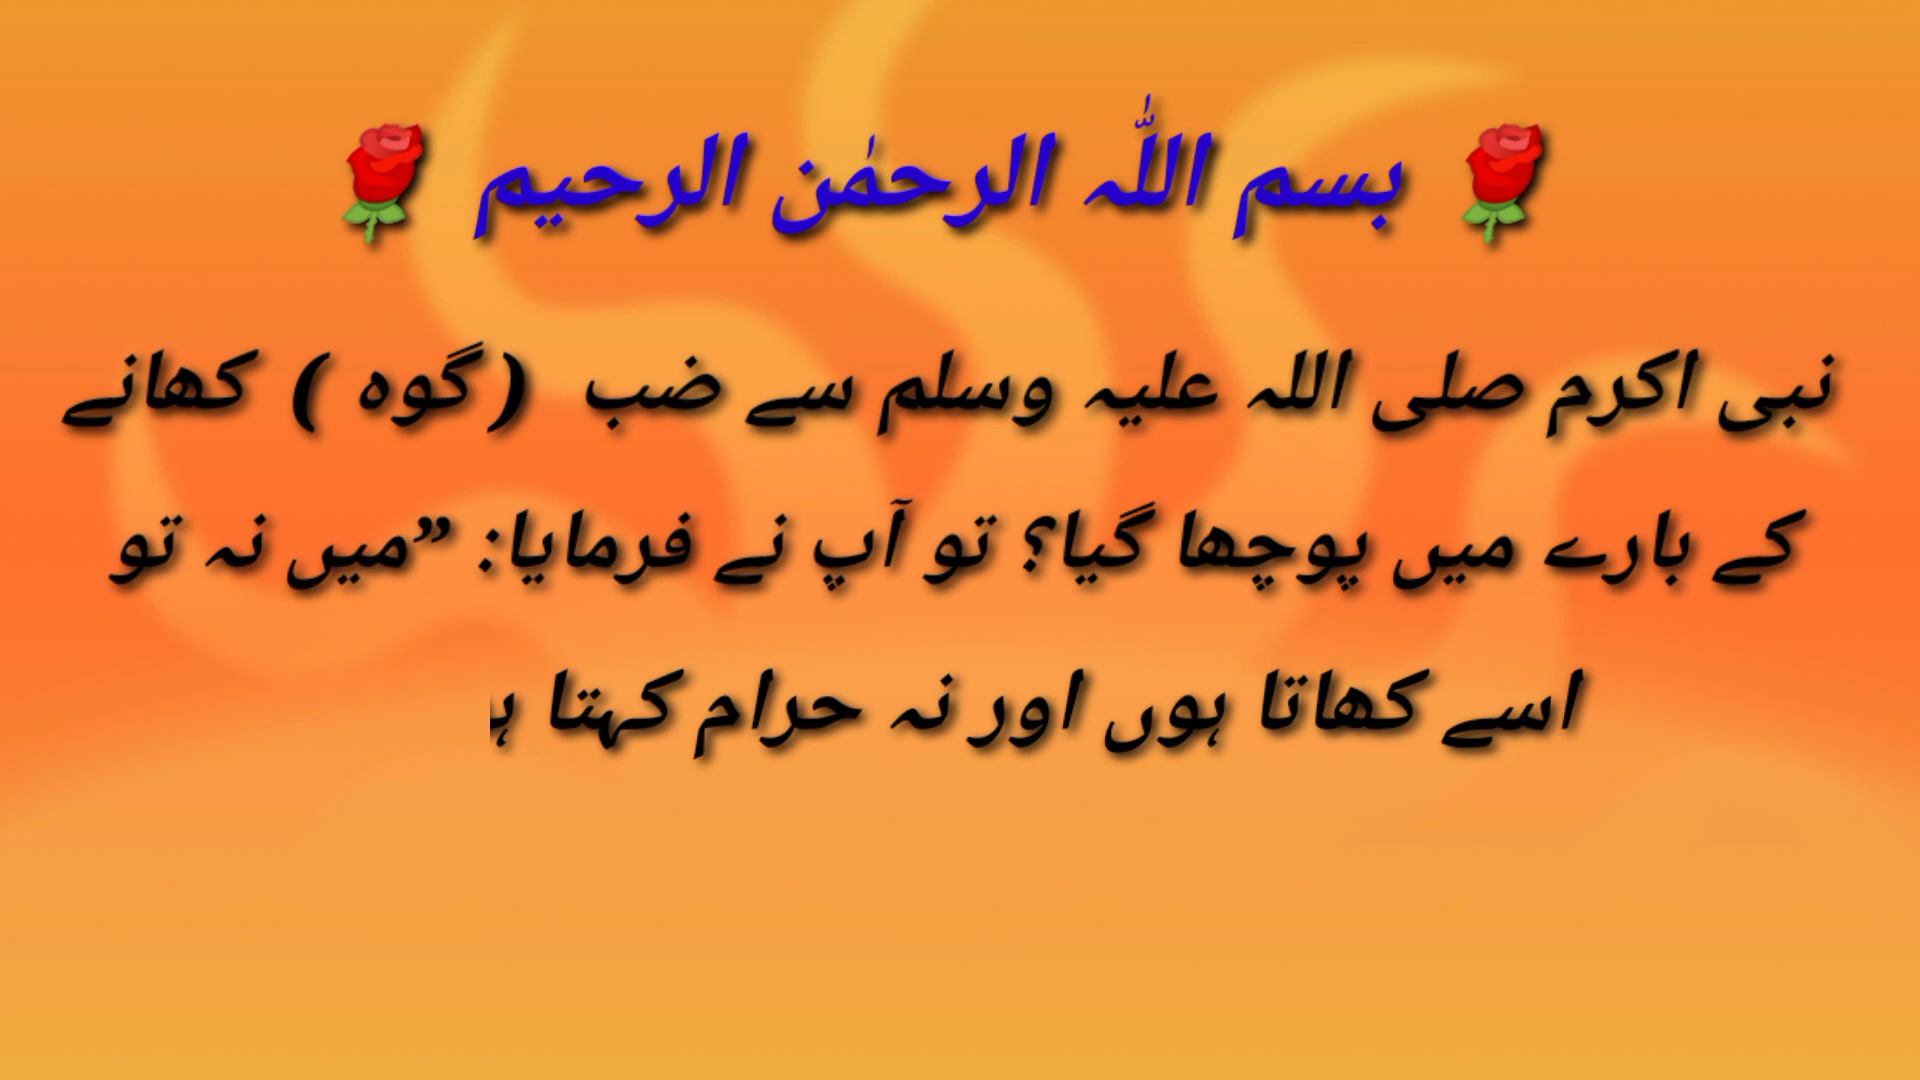 🌹 بسم اللّٰہ الرحمٰن الرحیم 🌹
نبی اکرم صلی اللہ علیہ وسلم سے ضب (گوہ ) کھانے
کے بارے میں پوچھا گیا؟ تو آپ نے فرمایا: ”میں نہ تو
اسے کھاتا ہوں اور نہ حرام کہتا